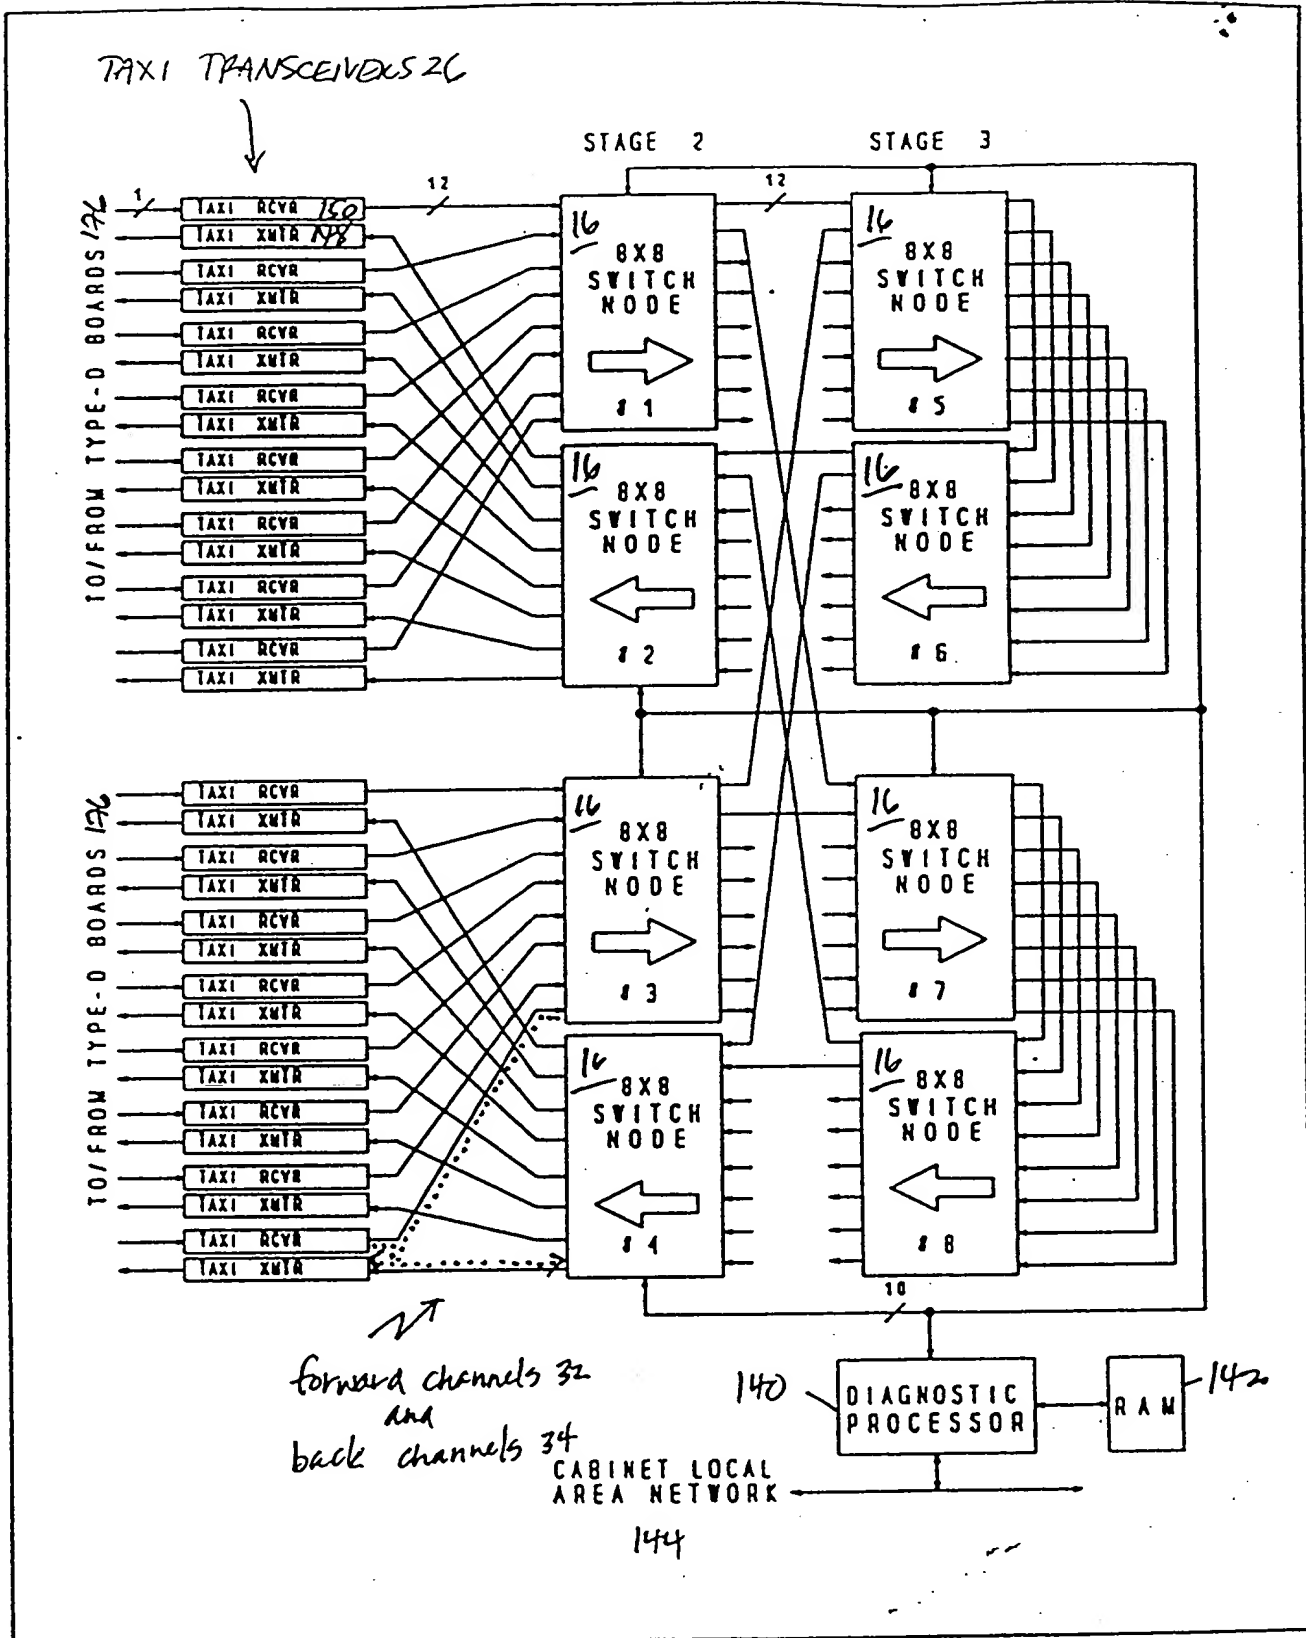 TAXI TRANSCEIVERS 26
STAGE 2
STAGE 3
1
12
12
TO/FROM TYPE-D BOARDS 176
TAXI RCVR 150
TAXI XMTR 148
TAXI RCVR
TAXI XMTR
TAXI RCVR
TAXI XMTR
TAXI RCVR
TAXI XMTR
TAXI RCVR
TAXI XMTR
TAXI RCVR
TAXI XMTR
TAXI RCVR
TAXI XMTR
TAXI RCVR
TAXI XMTR
16
8X8
SWITCH
NODE
#1
16
8X8
SWITCH
NODE
#5
16
8X8
SWITCH
NODE
#2
16
8X8
SWITCH
NODE
#6
TO/FROM TYPE-D BOARDS 176
TAXI RCVR
TAXI XMTR
TAXI RCVR
TAXI XMTR
TAXI RCVR
TAXI XMTR
TAXI RCVR
TAXI XMTR
TAXI RCVR
TAXI XMTR
TAXI RCVR
TAXI XMTR
TAXI RCVR
TAXI XMTR
TAXI RCVR
TAXI XMTR
16
8X8
SWITCH
NODE
#3
16
8X8
SWITCH
NODE
#7
16
8X8
SWITCH
NODE
#4
16
8X8
SWITCH
NODE
#8
10
forward channels 32
and
back channels 34
140
DIAGNOSTIC
PROCESSOR
RAM
142
CABINET LOCAL
AREA NETWORK
144